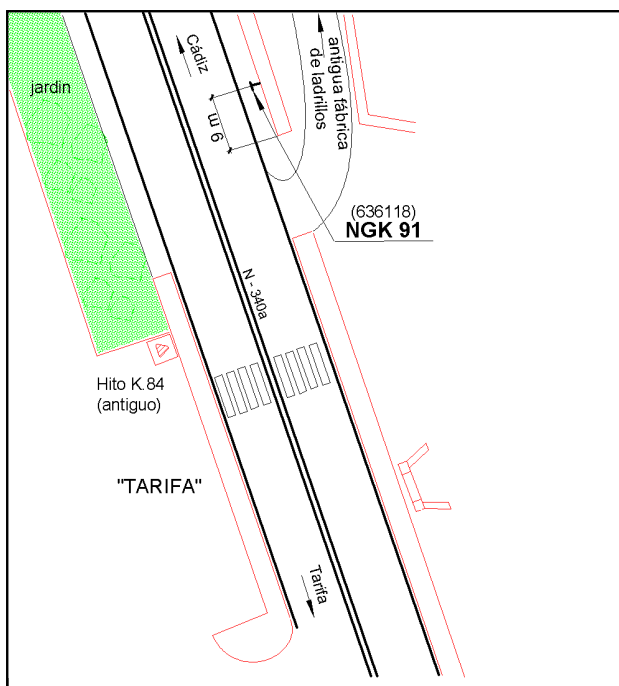 Cádiz
jardin
antigua fábrica
de ladrillos
9 m
(636118)
NGK 91
N - 340a
Hito K.84
(antiguo)
"TARIFA"
Tarifa